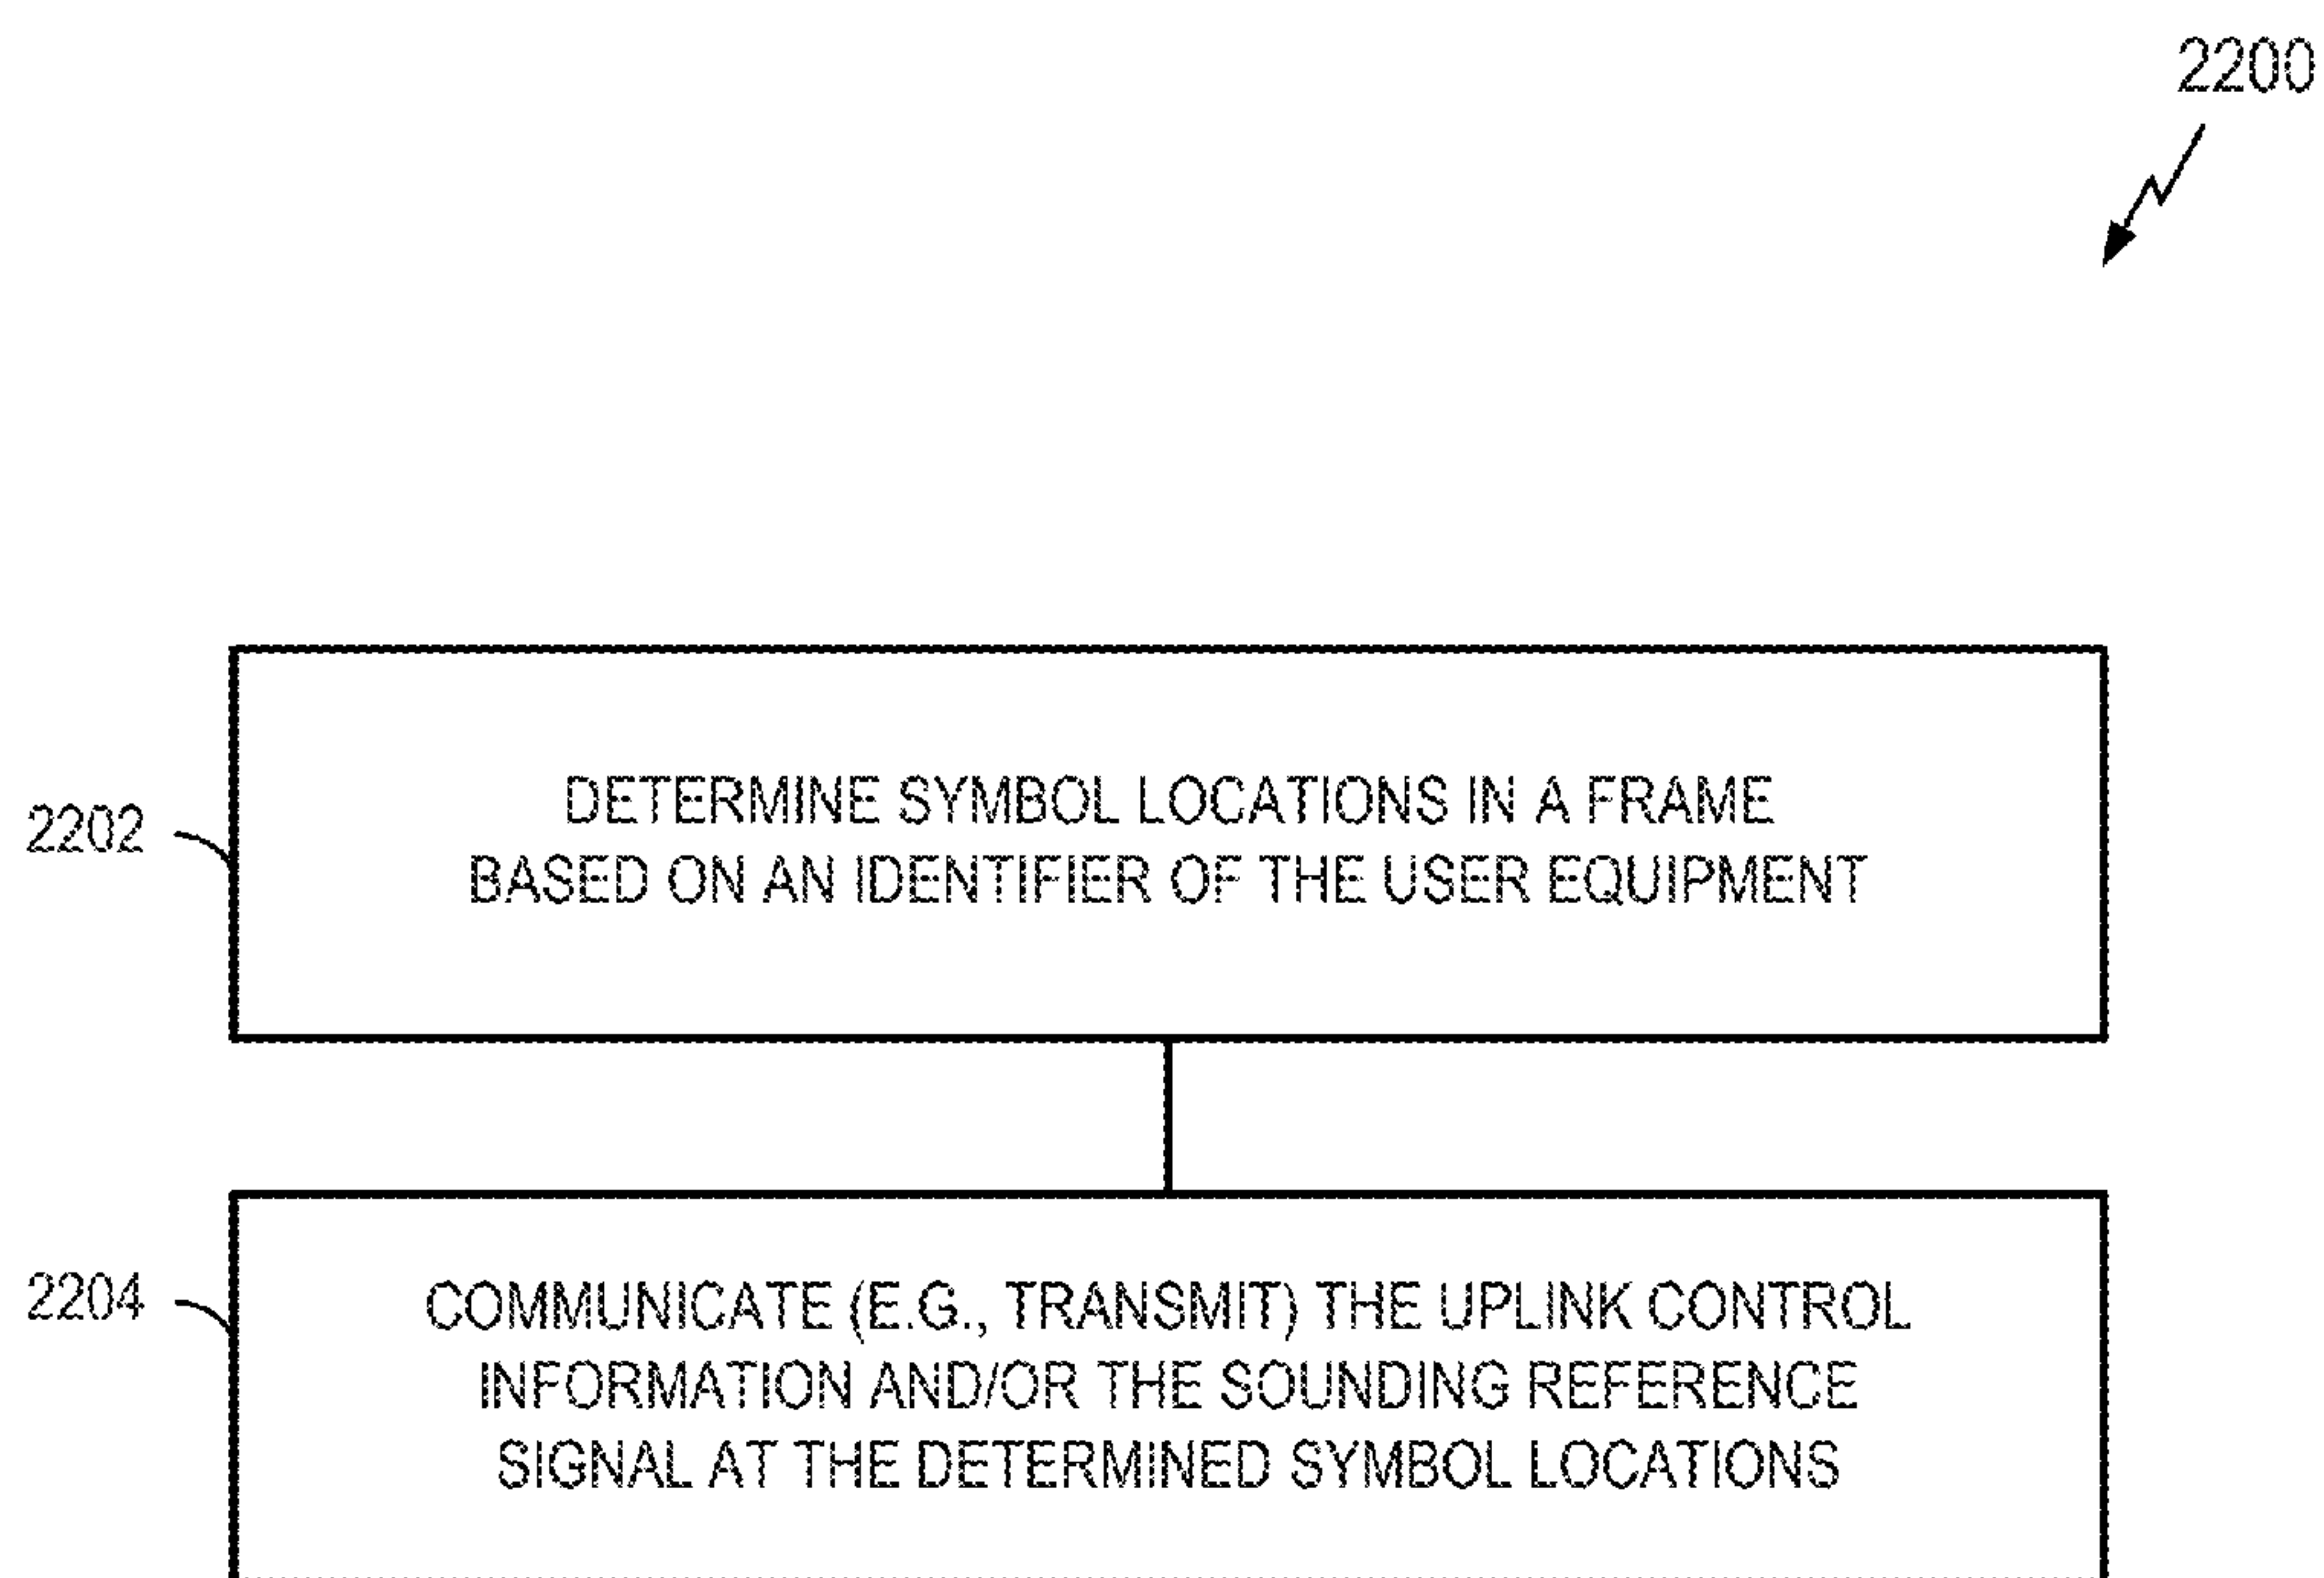 2200
2202
DETERMINE SYMBOL LOCATIONS IN A FRAME
BASED ON AN IDENTIFIER OF THE USER EQUIPMENT
2204
COMMUNICATE (E.G., TRANSMIT) THE UPLINK CONTROL
INFORMATION AND/OR THE SOUNDING REFERENCE
SIGNAL AT THE DETERMINED SYMBOL LOCATIONS